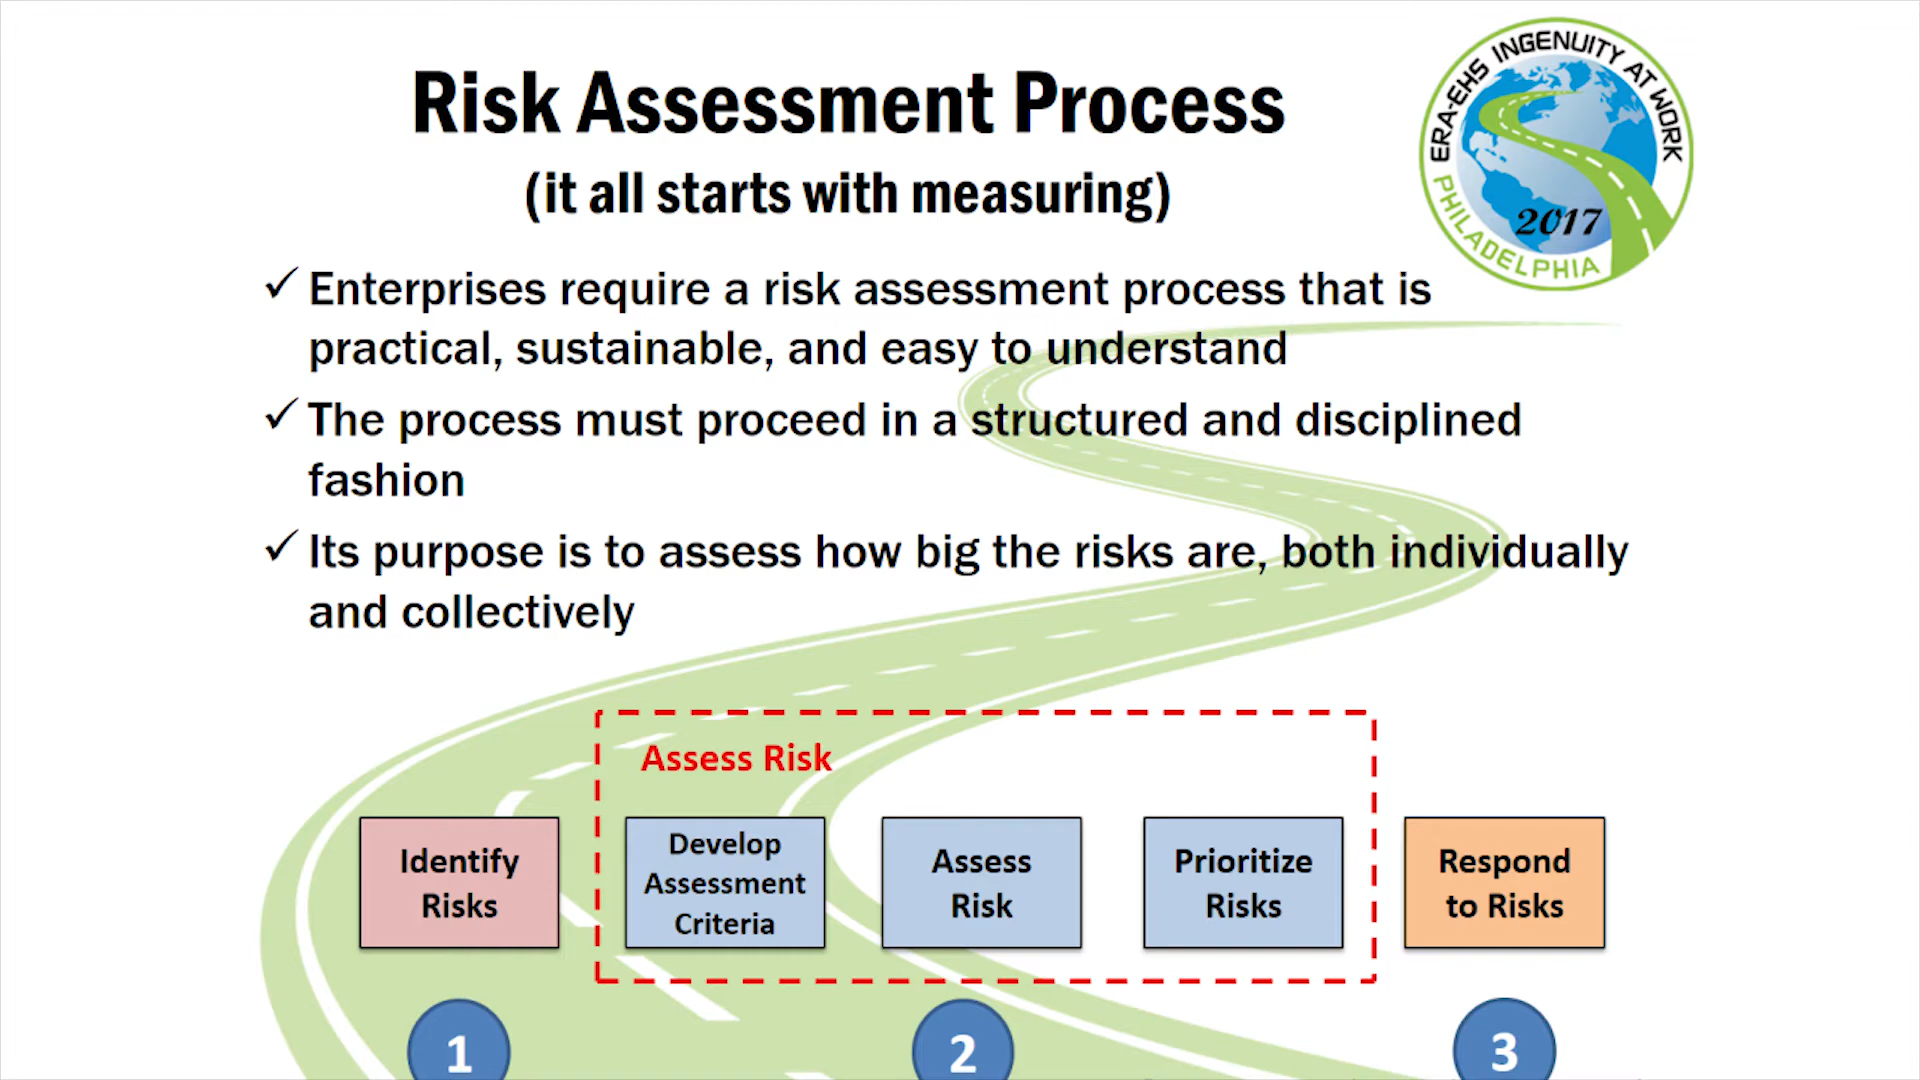 Risk Assessment Process
(it all starts with measuring)
ERA-EHS INGENUITY AT WORK
PHILADELPHIA
2017
✓ Enterprises require a risk assessment process that is
practical, sustainable, and easy to understand
✓ The process must proceed in a structured and disciplined
fashion
✓ Its purpose is to assess how big the risks are, both individually
and collectively
Assess Risk
Identify
Risks
Develop
Assessment
Criteria
Assess
Risk
Prioritize
Risks
Respond
to Risks
1
2
3